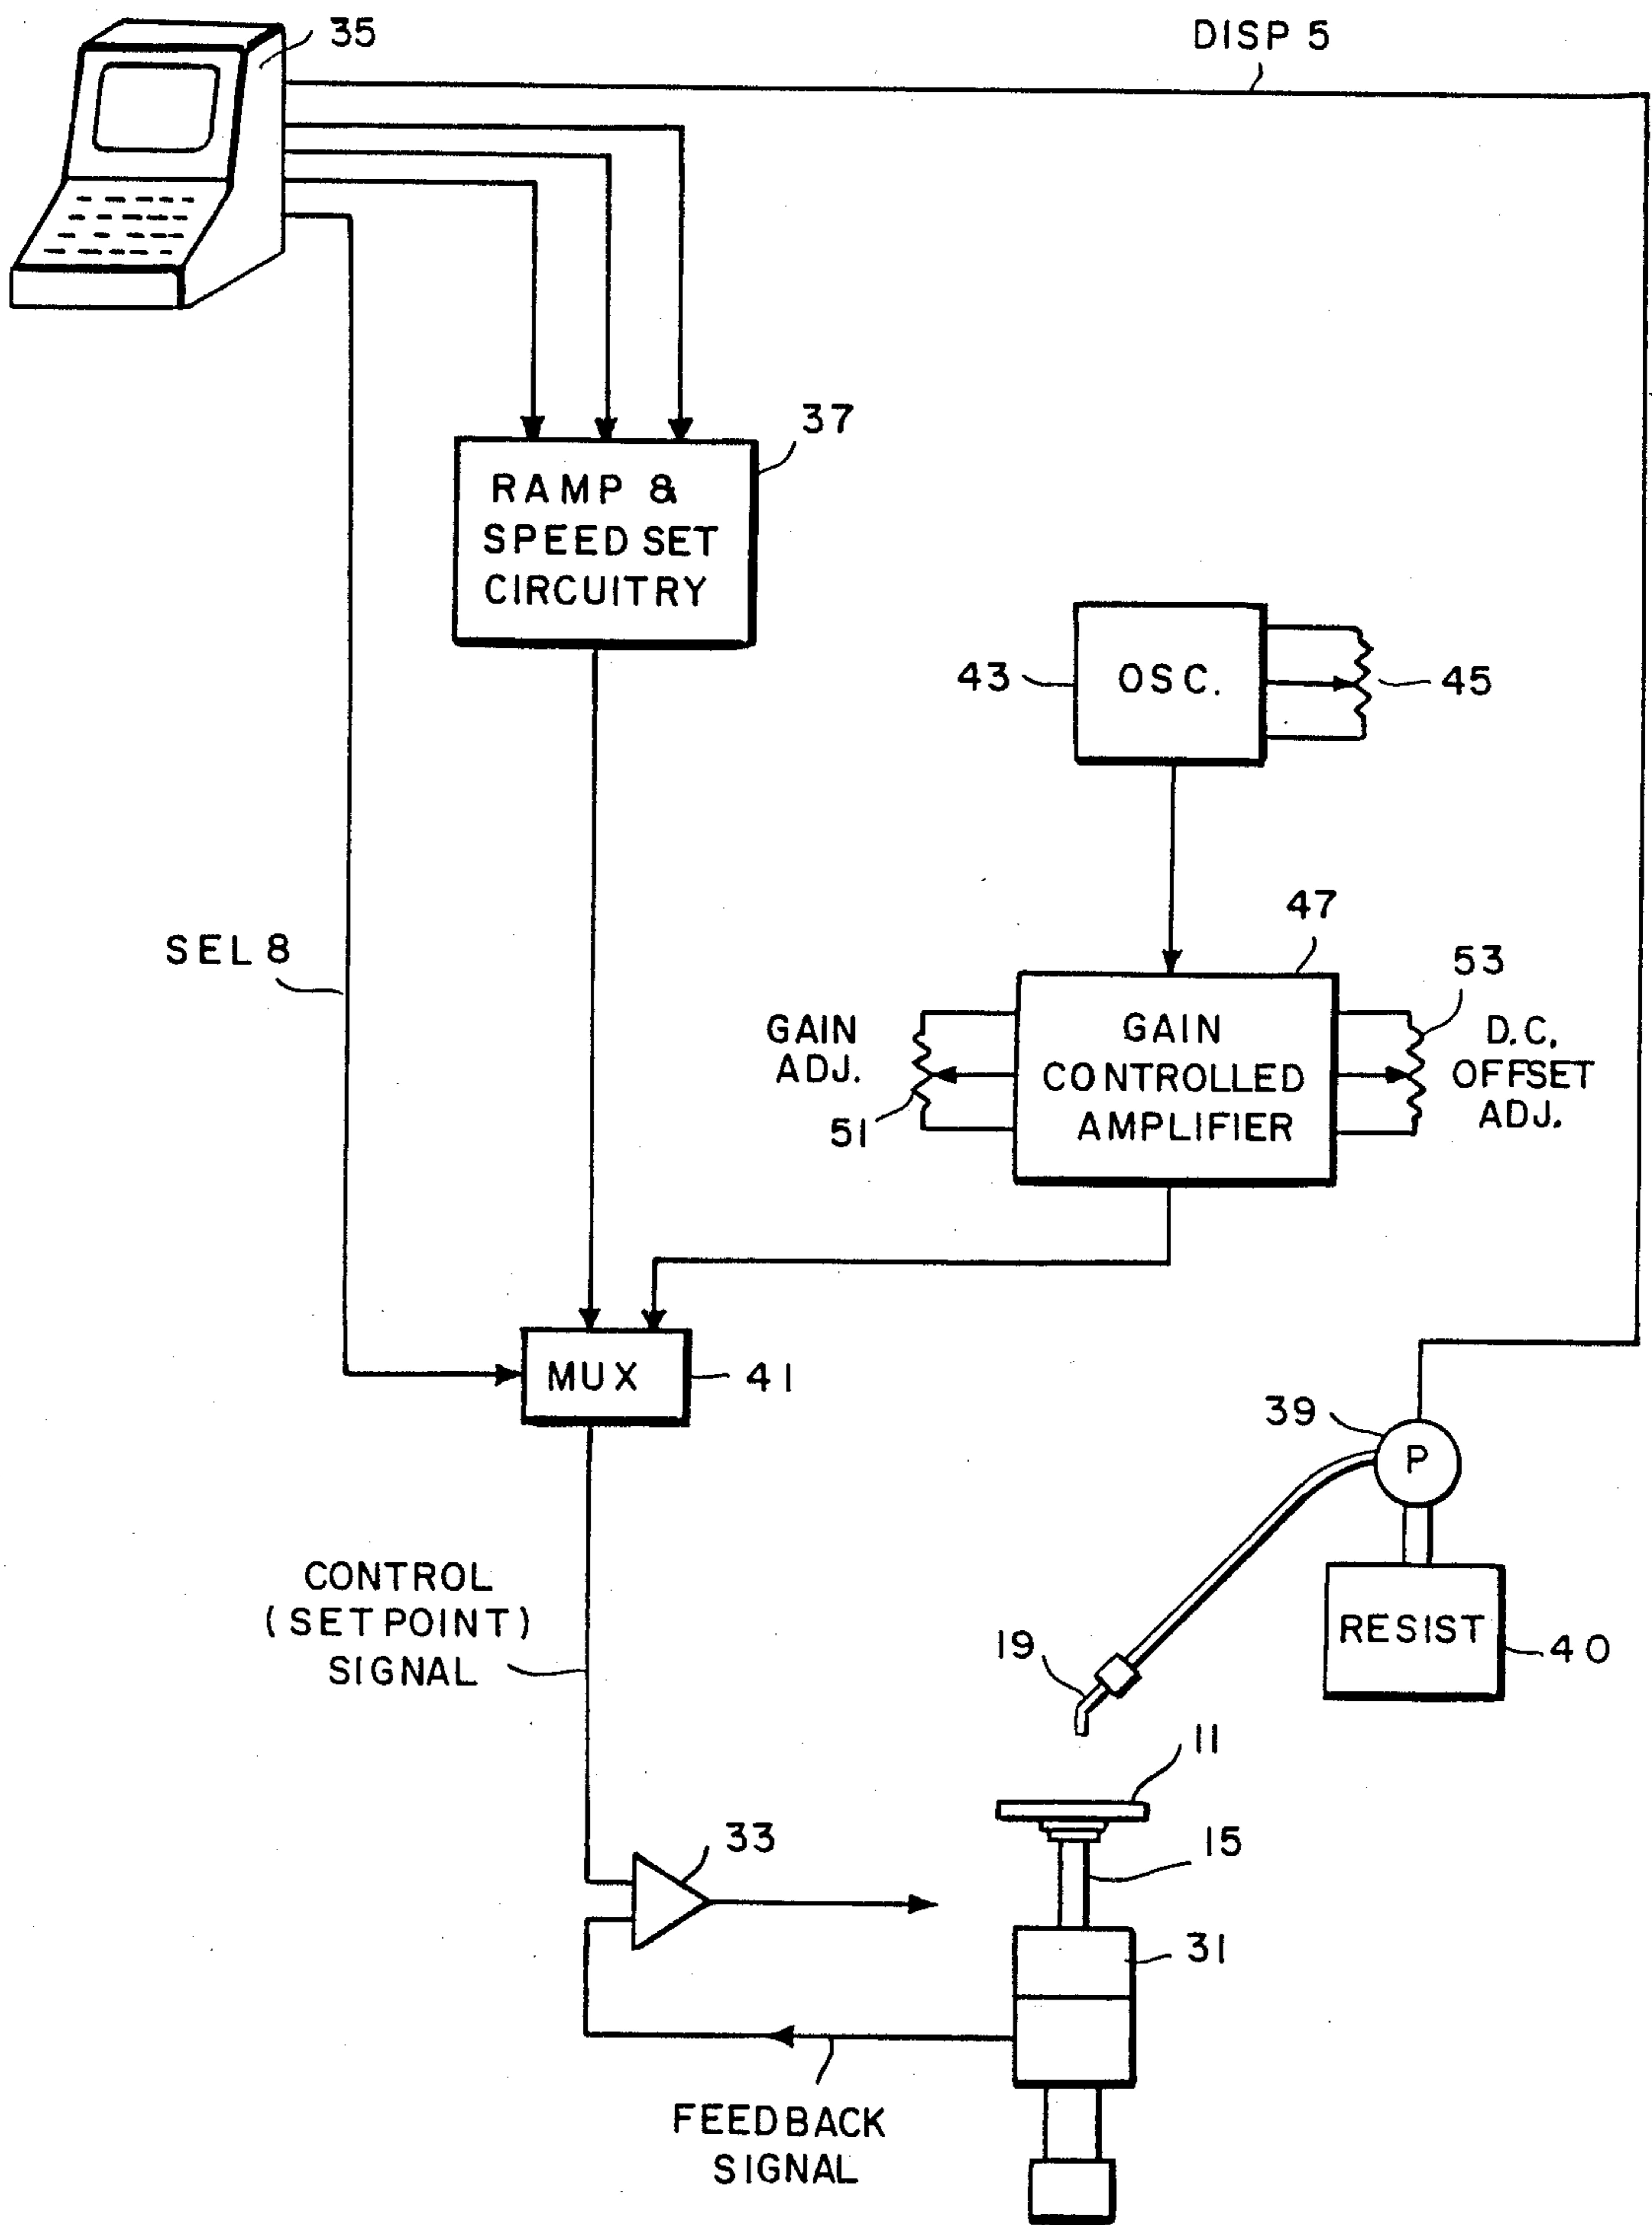 35
DISP 5
37
RAMP &
SPEED SET
CIRCUITRY
43
OSC.
45
47
SEL 8
53
GAIN
ADJ.
51
GAIN
CONTROLLED
AMPLIFIER
D.C.
OFFSET
ADJ.
MUX
41
39
P
CONTROL
(SET POINT)
SIGNAL
RESIST
40
19
11
33
15
31
FEEDBACK
SIGNAL